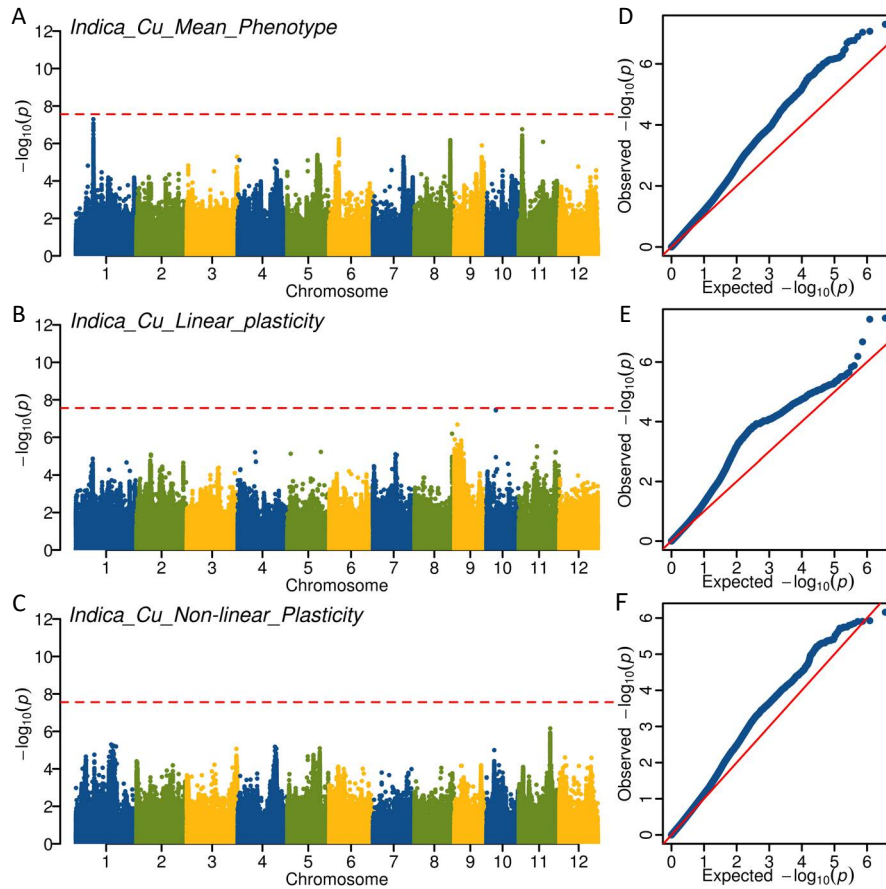 A
Indica_Cu_Mean_Phenotype
12
10
8
6
4
2
0
−log10(p)
1 2 3 4 5 6 7 8 9 10 11 12
Chromosome
D
6
4
2
0
Observed −log10(p)
0 1 2 3 4 5 6
Expected −log10(p)
B
Indica_Cu_Linear_plasticity
12
10
8
6
4
2
0
−log10(p)
1 2 3 4 5 6 7 8 9 10 11 12
Chromosome
E
6
4
2
0
Observed −log10(p)
0 1 2 3 4 5 6
Expected −log10(p)
C
Indica_Cu_Non-linear_Plasticity
12
10
8
6
4
2
0
−log10(p)
1 2 3 4 5 6 7 8 9 10 11 12
Chromosome
F
6
5
4
3
2
1
0
Observed −log10(p)
0 1 2 3 4 5 6
Expected −log10(p)